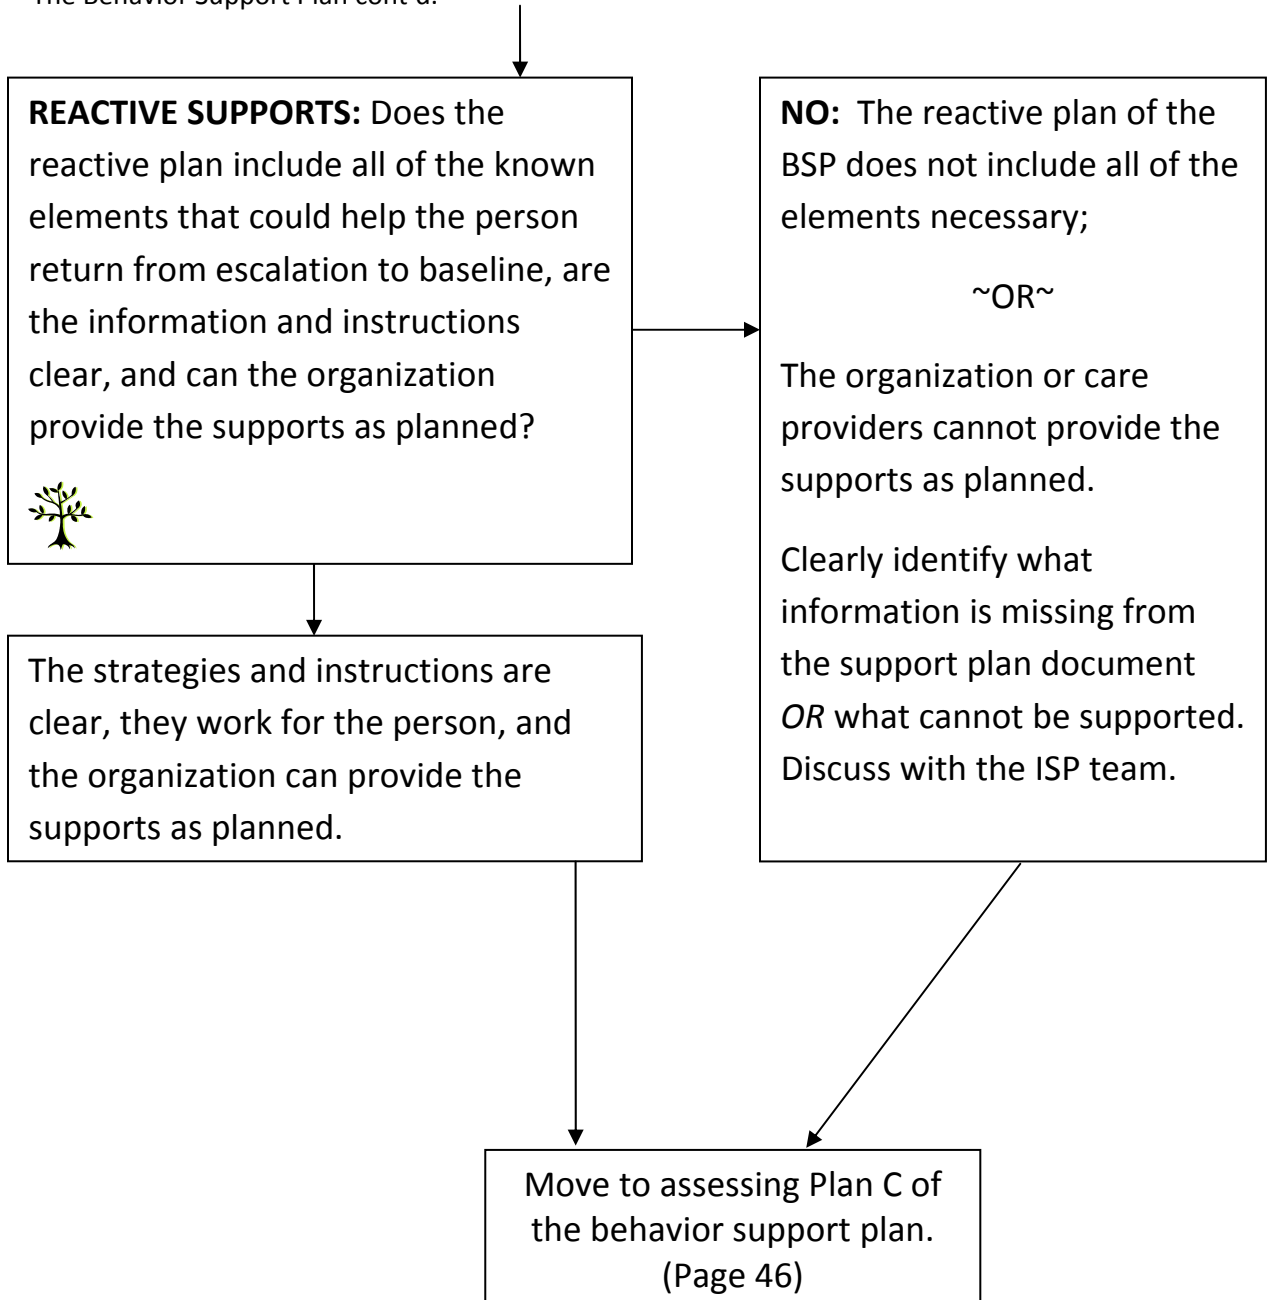 The Behavior Support Plan cont'd.
REACTIVE SUPPORTS: Does the
reactive plan include all of the known
elements that could help the person
return from escalation to baseline, are
the information and instructions
clear, and can the organization
provide the supports as planned?
NO: The reactive plan of the
BSP does not include all of the
elements necessary;
~OR~
The organization or care
providers cannot provide the
supports as planned.
Clearly identify what
information is missing from
the support plan document
OR what cannot be supported.
Discuss with the ISP team.
The strategies and instructions are
clear, they work for the person, and
the organization can provide the
supports as planned.
Move to assessing Plan C of
the behavior support plan.
(Page 46)